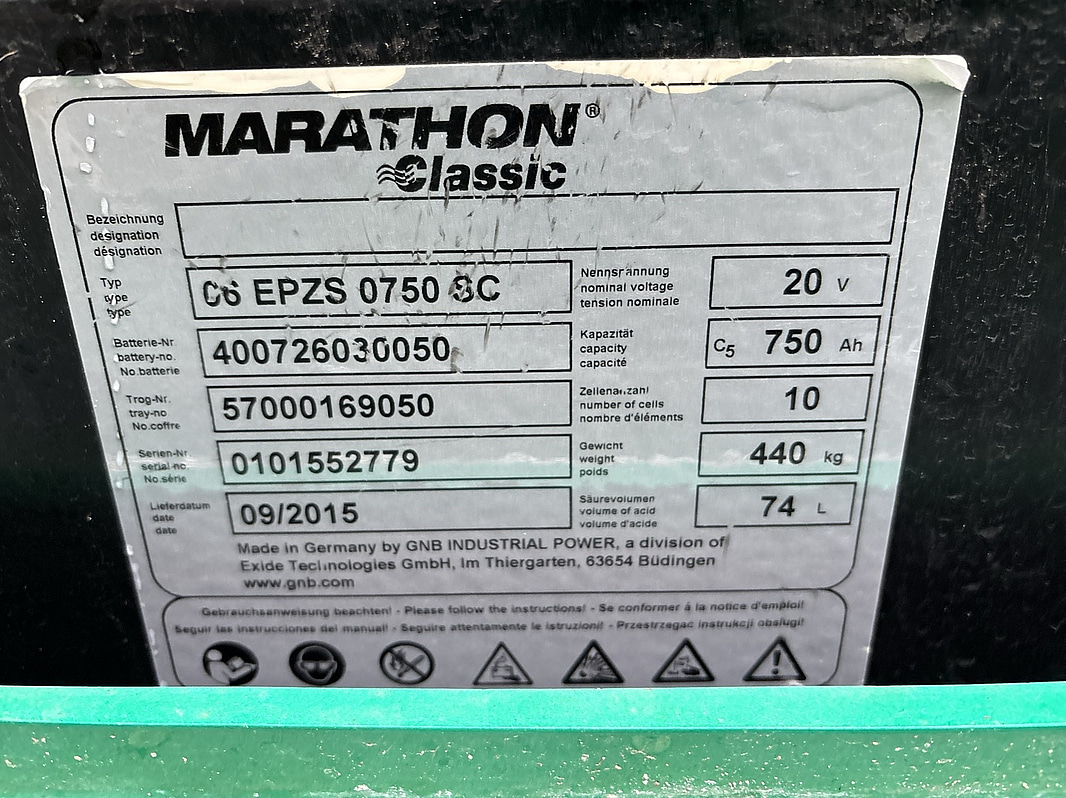 MARATHON®
Classic
Bezeichnung
designation
désignation
Typ
type
type
06 EPZS 0750 SC
Nennspannung
nominal voltage
tension nominale
20 V
Batterie-Nr
battery-no.
No.batterie
400726030050
Kapazität
capacity
capacité
C5 750 Ah
Trog-Nr.
tray-no
No.coffre
57000169050
Zellenanzahl
number of cells
nombre d'éléments
10
Serien-Nr
serial-no
No.série
0101552779
Gewicht
weight
poids
440 kg
Lieferdatum
date
date
09/2015
Säurevolumen
volume of acid
volume d'acide
74 L
Made in Germany by GNB INDUSTRIAL POWER, a division of
Exide Technologies GmbH, Im Thiergarten, 63654 Büdingen
www.gnb.com
Gebrauchsanweisung beachten! - Please follow the instructions! - Se conformer à la notice d'emploi!
Seguir las instrucciones del manual! - Seguire attentamente le istruzioni! - Przestrzegac instrukcji obslugi!